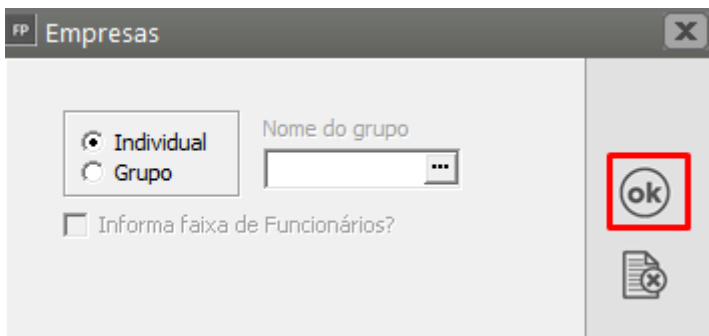 FP Empresas
Individual
Grupo
Nome do grupo
...
Informa faixa de Funcionários?
ok